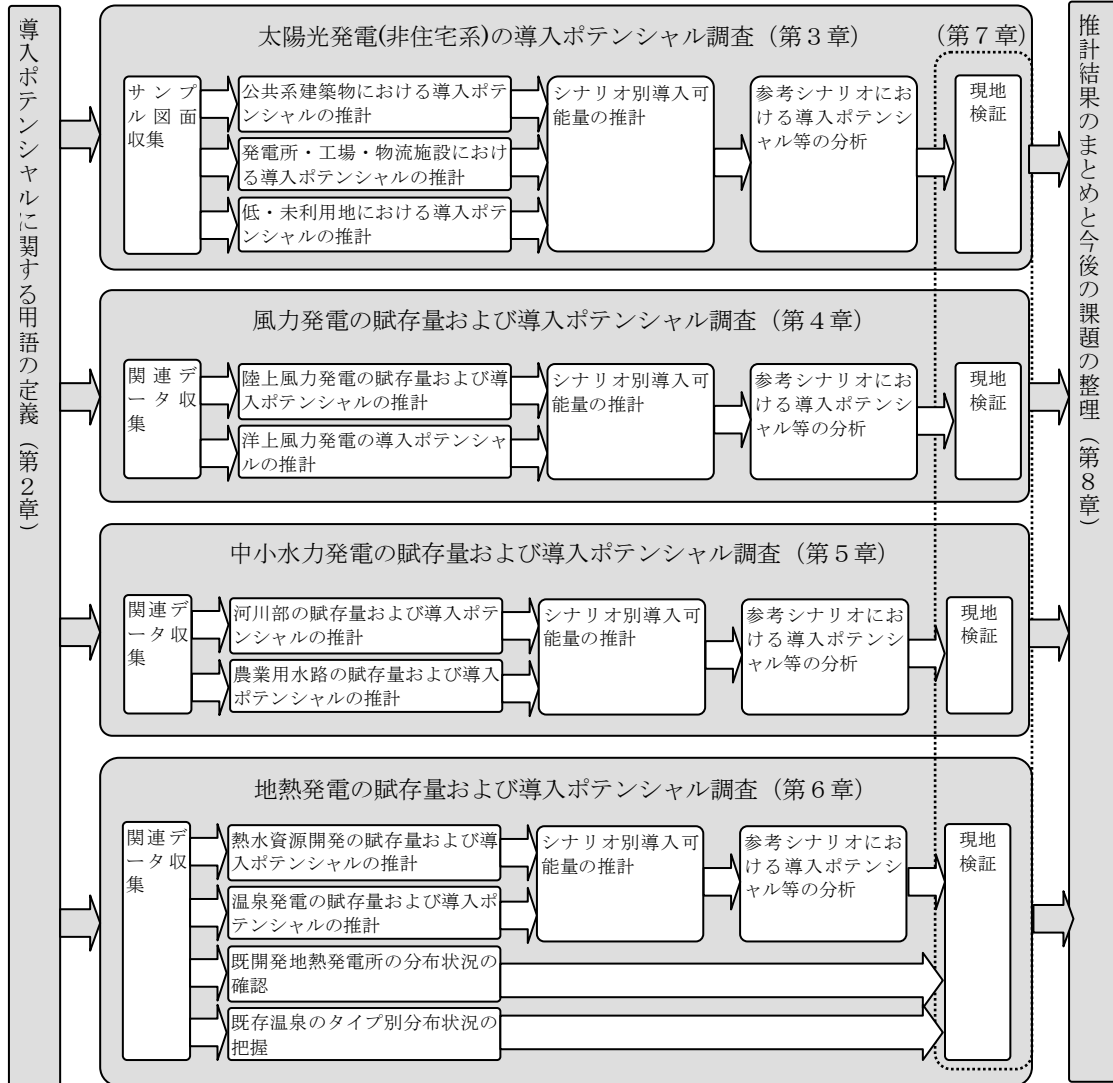 導入ポテンシャルに関する用語の定義（第２章）
太陽光発電(非住宅系)の導入ポテンシャル調査（第３章）
（第７章）
サンプ
ル図面
収集
公共系建築物における導入ポテ
ンシャルの推計
発電所・工場・物流施設におけ
る導入ポテンシャルの推計
低・未利用地における導入ポテ
ンシャルの推計
シナリオ別導入可
能量の推計
参考シナリオにお
ける導入ポテンシ
ャル等の分析
現地
検証
風力発電の賦存量および導入ポテンシャル調査（第４章）
関連デ
ータ収
集
陸上風力発電の賦存量および導
入ポテンシャルの推計
洋上風力発電の導入ポテンシャ
ルの推計
シナリオ別導入可
能量の推計
参考シナリオにお
ける導入ポテンシ
ャル等の分析
現地
検証
中小水力発電の賦存量および導入ポテンシャル調査（第５章）
関連デ
ータ収
集
河川部の賦存量および導入ポテ
ンシャルの推計
農業用水路の賦存量および導入
ポテンシャルの推計
シナリオ別導入可
能量の推計
参考シナリオにお
ける導入ポテンシ
ャル等の分析
現地
検証
地熱発電の賦存量および導入ポテンシャル調査（第６章）
関連デ
ータ収
集
熱水資源開発の賦存量および導
入ポテンシャルの推計
温泉発電の賦存量および導入ポ
テンシャルの推計
既開発地熱発電所の分布状況の
確認
既存温泉のタイプ別分布状況の
把握
シナリオ別導入可
能量の推計
参考シナリオにお
ける導入ポテンシ
ャル等の分析
現地
検証
推計結果のまとめと今後の課題の整理（第８章）